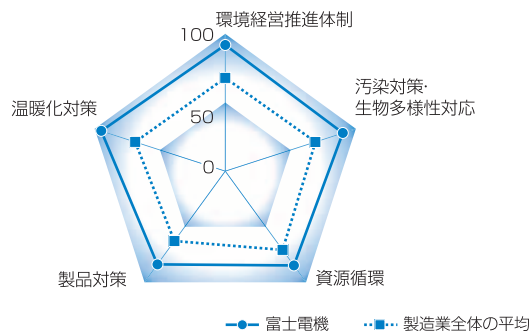 環境経営推進体制
100
汚染対策・
生物多様性対応
温暖化対策
50
0
製品対策
資源循環
富士電機
製造業全体の平均